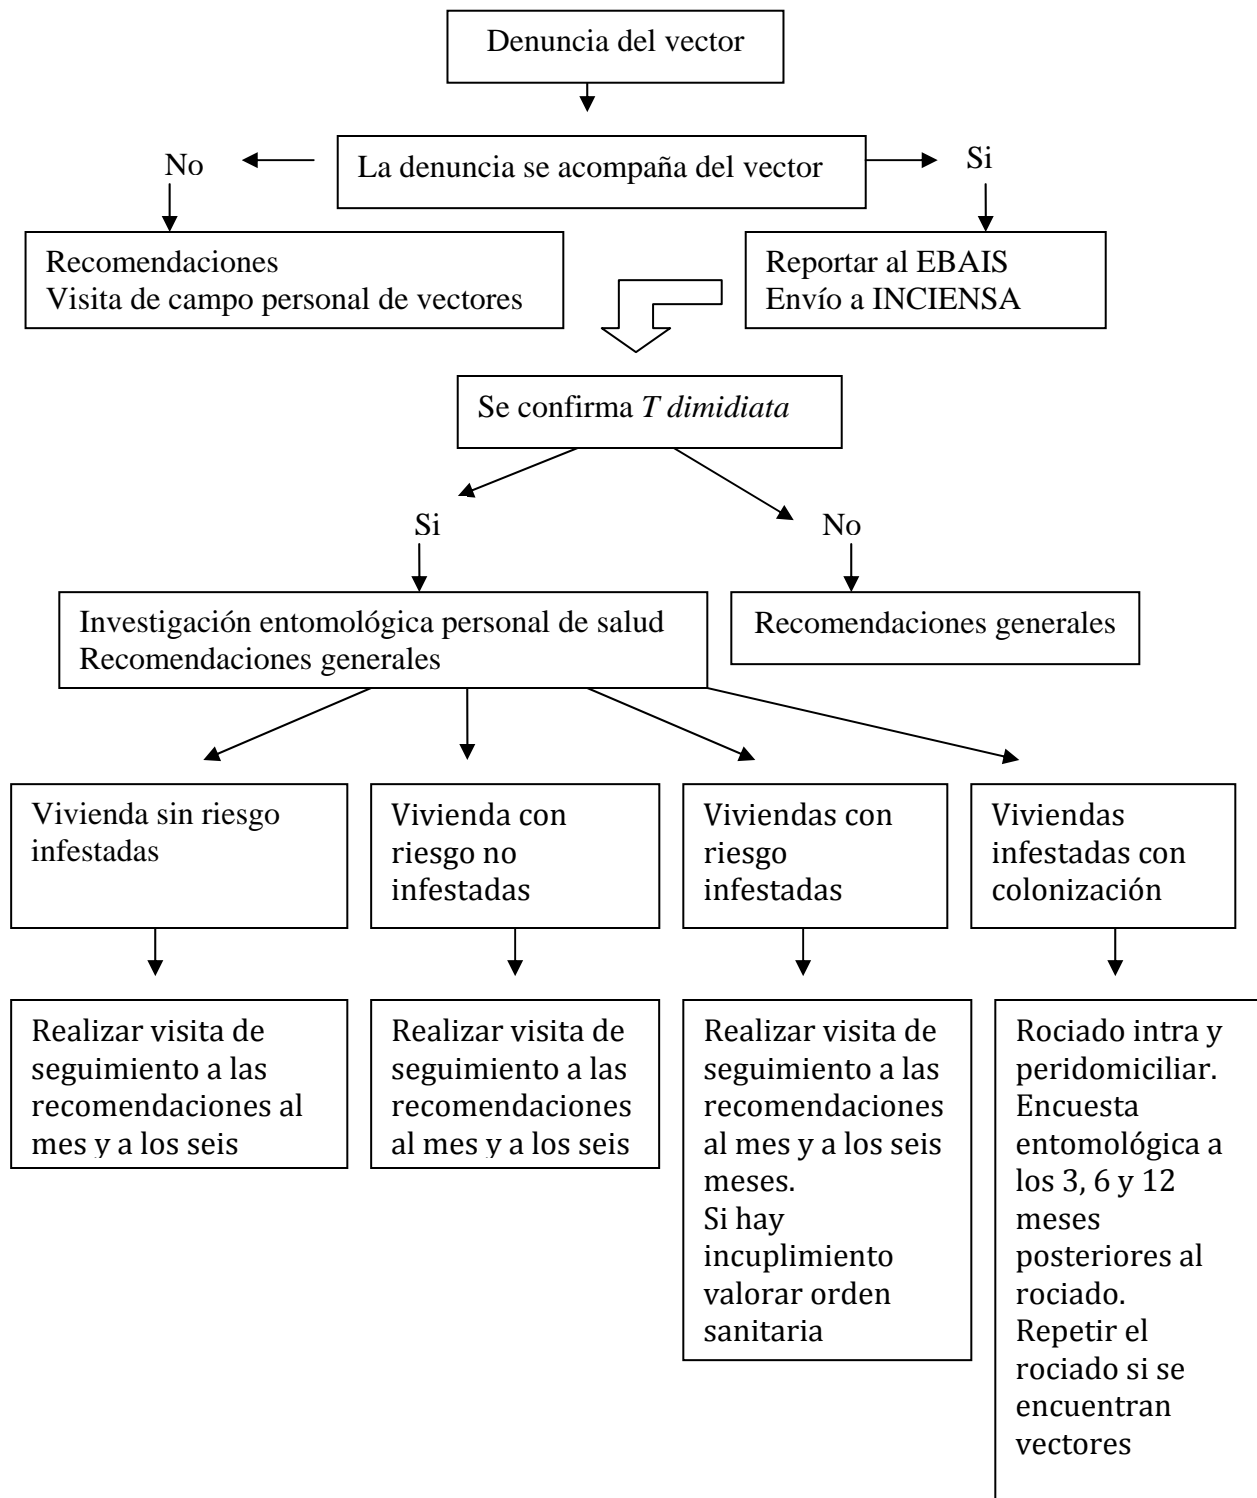 Denuncia del vector
La denuncia se acompaña del vector
No
Si
Recomendaciones
Visita de campo personal de vectores
Reportar al EBAIS
Envío a INCIENSA
Se confirma T dimidiata
Si
No
Investigación entomológica personal de salud
Recomendaciones generales
Recomendaciones generales
Vivienda sin riesgo
infestadas
Vivienda con
riesgo no
infestadas
Viviendas con
riesgo
infestadas
Viviendas
infestadas con
colonización
Realizar visita de
seguimiento a las
recomendaciones al
mes y a los seis
Realizar visita de
seguimiento a las
recomendaciones
al mes y a los seis
Realizar visita de
seguimiento a las
recomendaciones
al mes y a los seis
meses.
Si hay
incuplimiento
valorar orden
sanitaria
Rociado intra y
peridomiciliar.
Encuesta
entomológica a
los 3, 6 y 12
meses
posteriores al
rociado.
Repetir el
rociado si se
encuentran
vectores